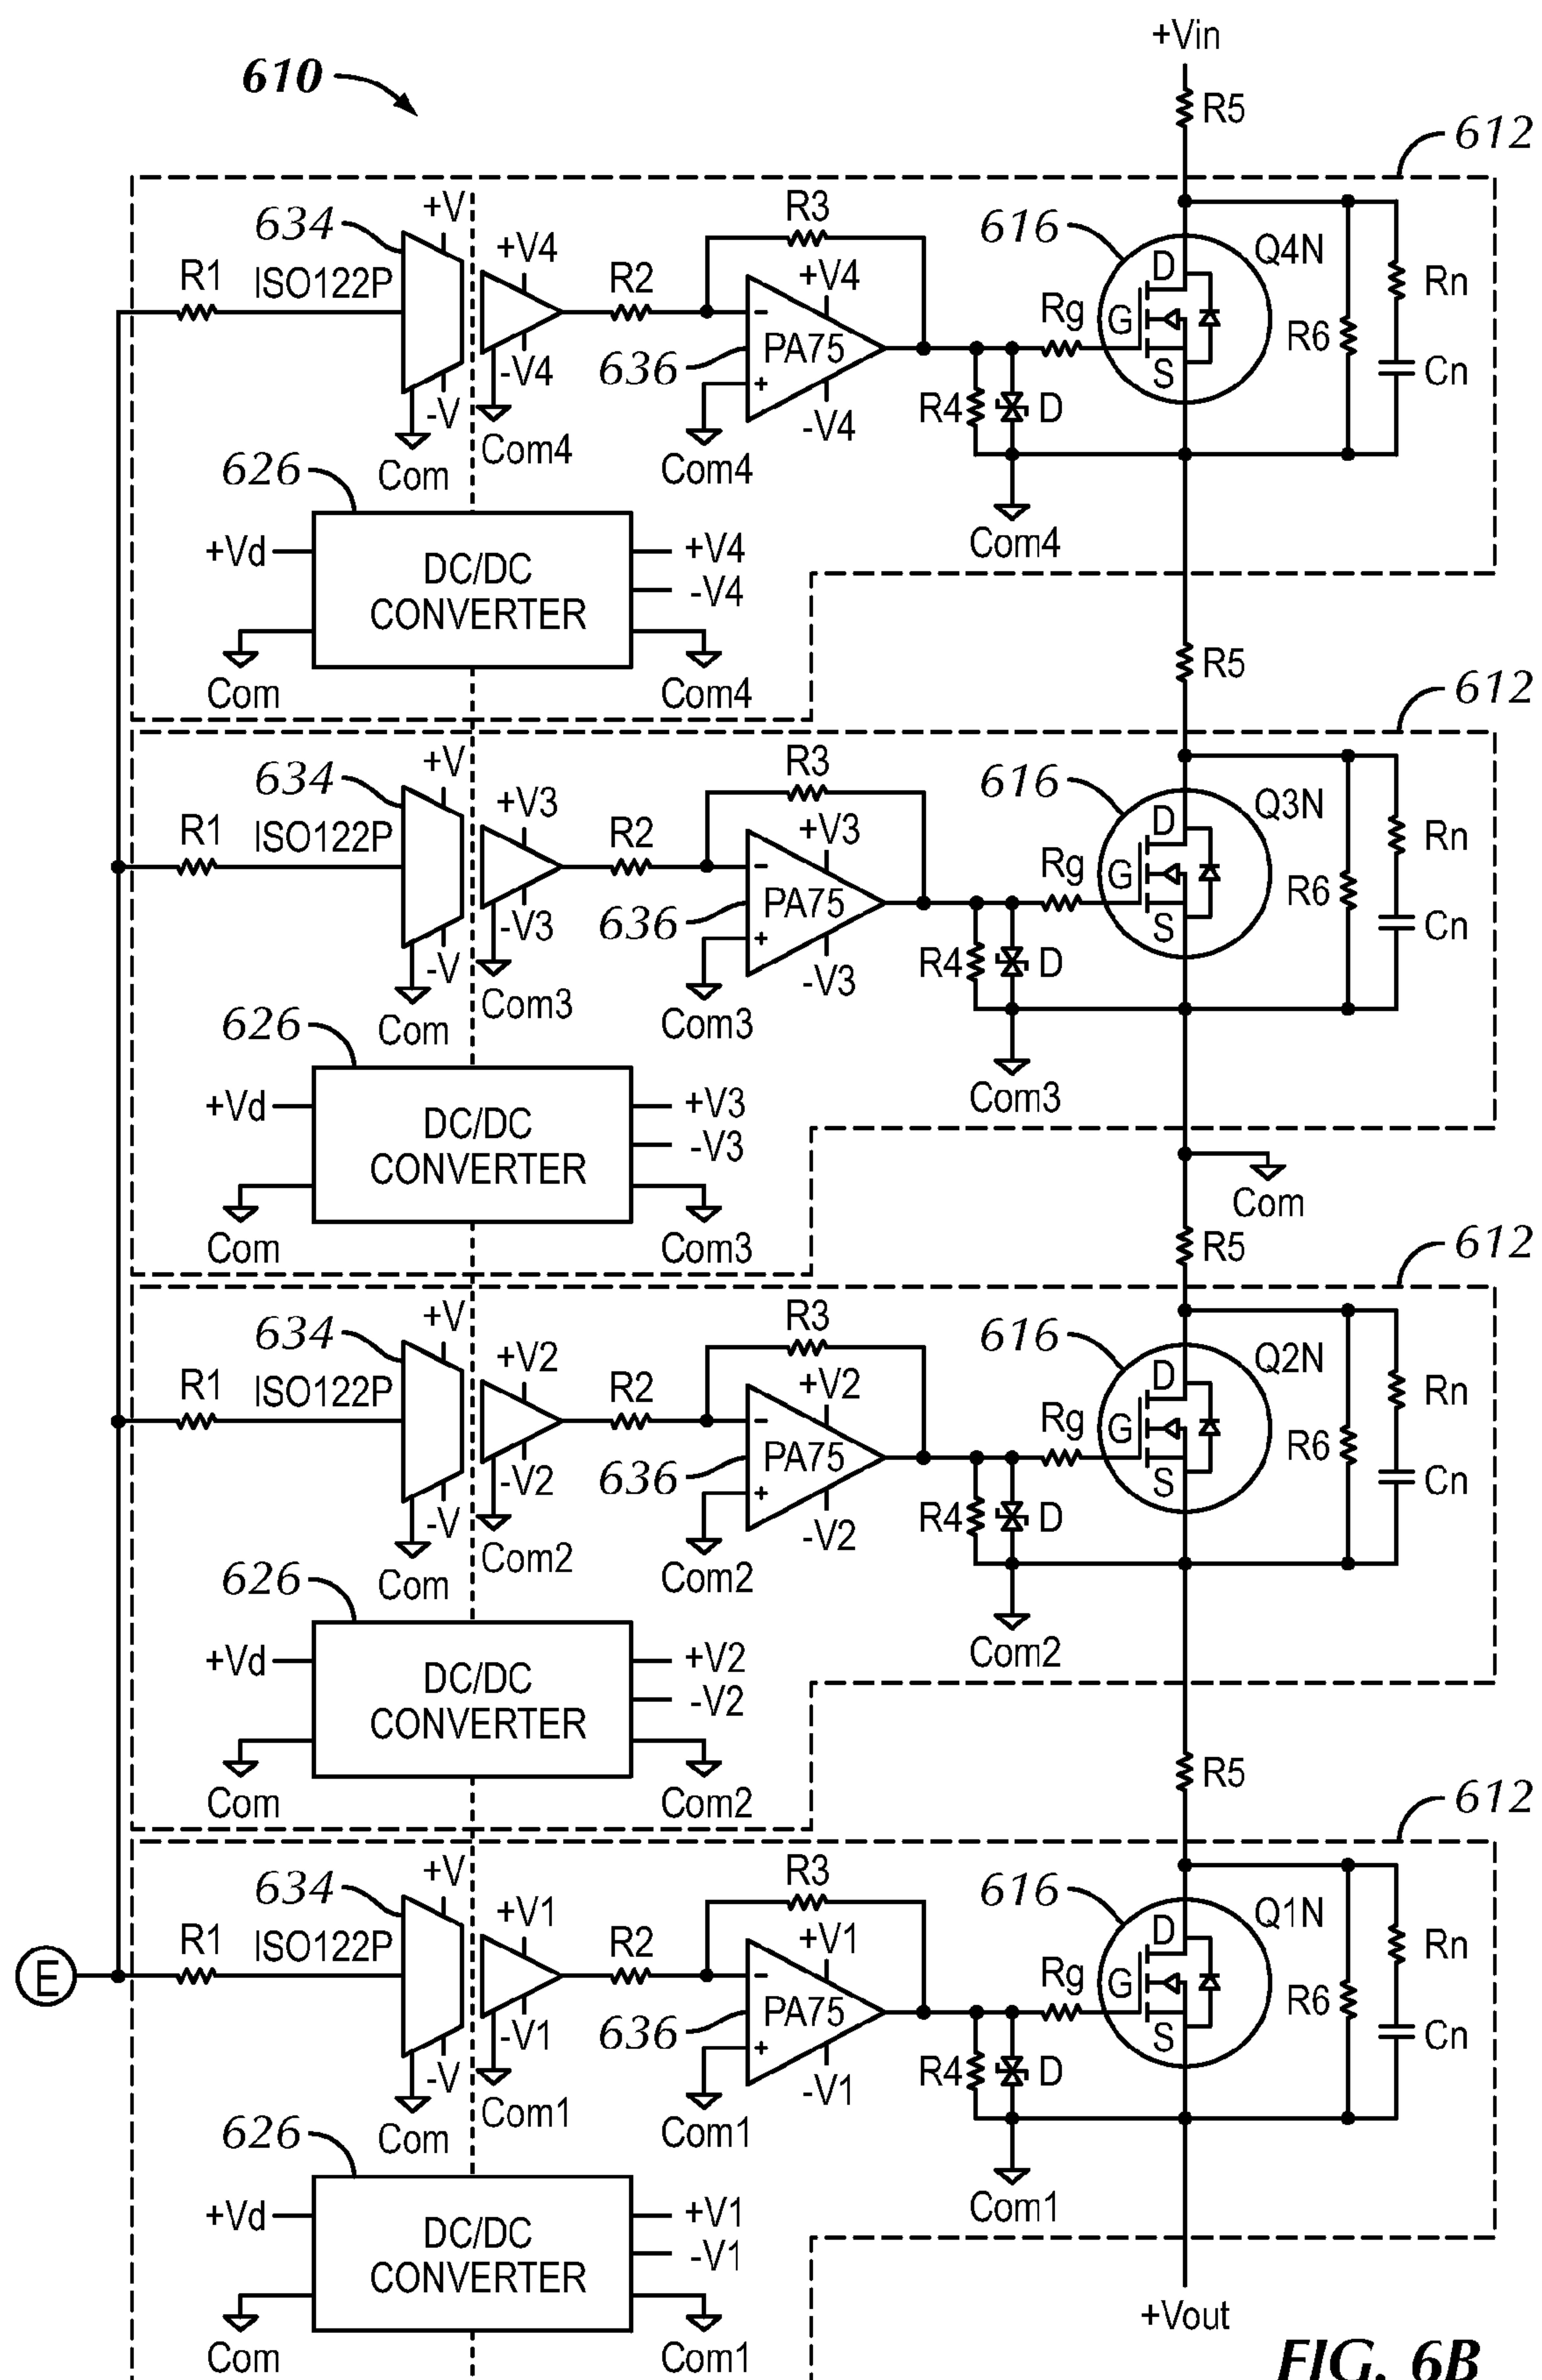 +Vin
610
R5
612
+V
634
R3
+V4
616
Q4N
R1
ISO122P
R2
+V4
D
Rn
Rg
G
-V4
PA75
636
R6
S
Cn
-V
+
R4
D
-V4
Com4
Com
Com4
626
Com4
+Vd
DC/DC
CONVERTER
+V4
-V4
Com
Com4
R5
612
+V
634
R3
+V3
616
Q3N
R1
ISO122P
R2
+V3
D
Rn
Rg
G
-V3
PA75
636
R6
S
Cn
-V
+
R4
D
-V3
Com3
Com
Com3
626
Com3
+Vd
DC/DC
CONVERTER
+V3
-V3
Com
Com
Com3
R5
612
+V
634
R3
+V2
616
Q2N
R1
ISO122P
R2
+V2
D
Rn
Rg
G
-V2
PA75
636
R6
S
Cn
-V
+
R4
D
-V2
Com2
Com
Com2
626
Com2
+Vd
DC/DC
CONVERTER
+V2
-V2
Com
Com2
R5
612
+V
634
R3
+V1
616
Q1N
E
R1
ISO122P
R2
+V1
D
Rn
Rg
G
-V1
PA75
636
R6
S
Cn
-V
+
R4
D
-V1
Com1
Com
Com1
626
Com1
+Vd
DC/DC
CONVERTER
+V1
-V1
Com
Com1
+Vout
FIG. 6B